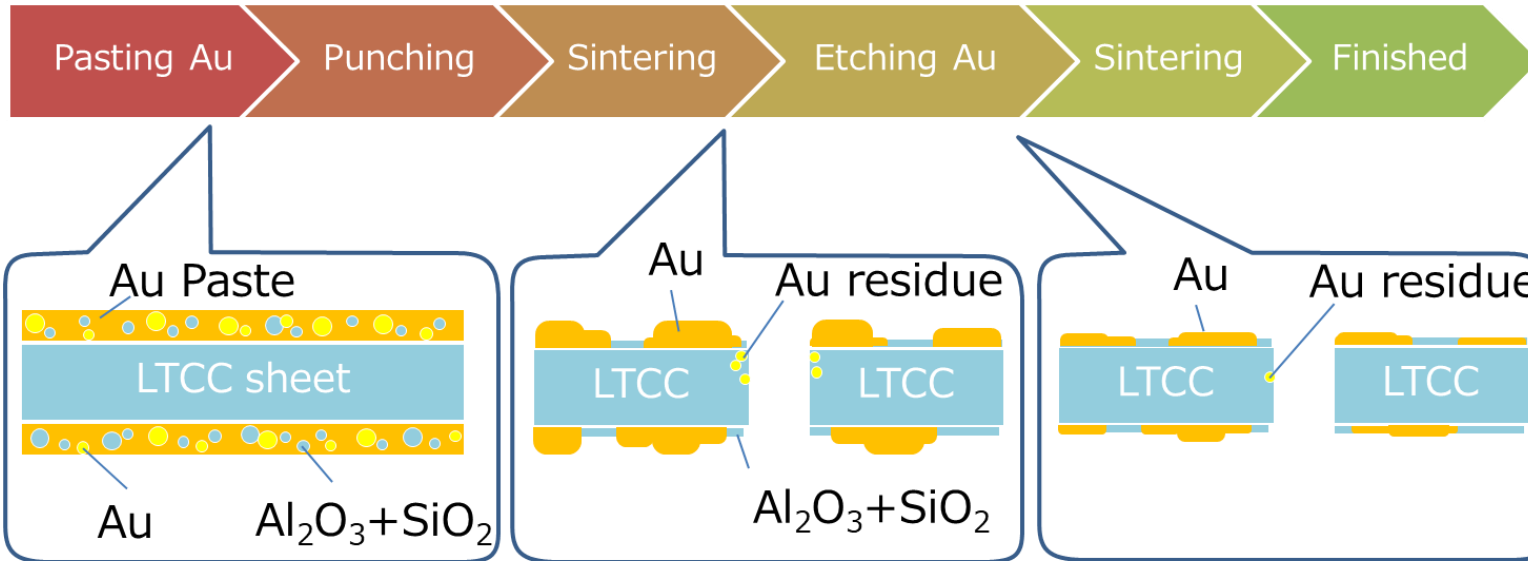 Pasting Au
Punching
Sintering
Etching Au
Sintering
Finished
Au Paste
LTCC sheet
Au
Al₂O₃+SiO₂
Au
Au residue
LTCC
LTCC
Al₂O₃+SiO₂
Au
Au residue
LTCC
LTCC